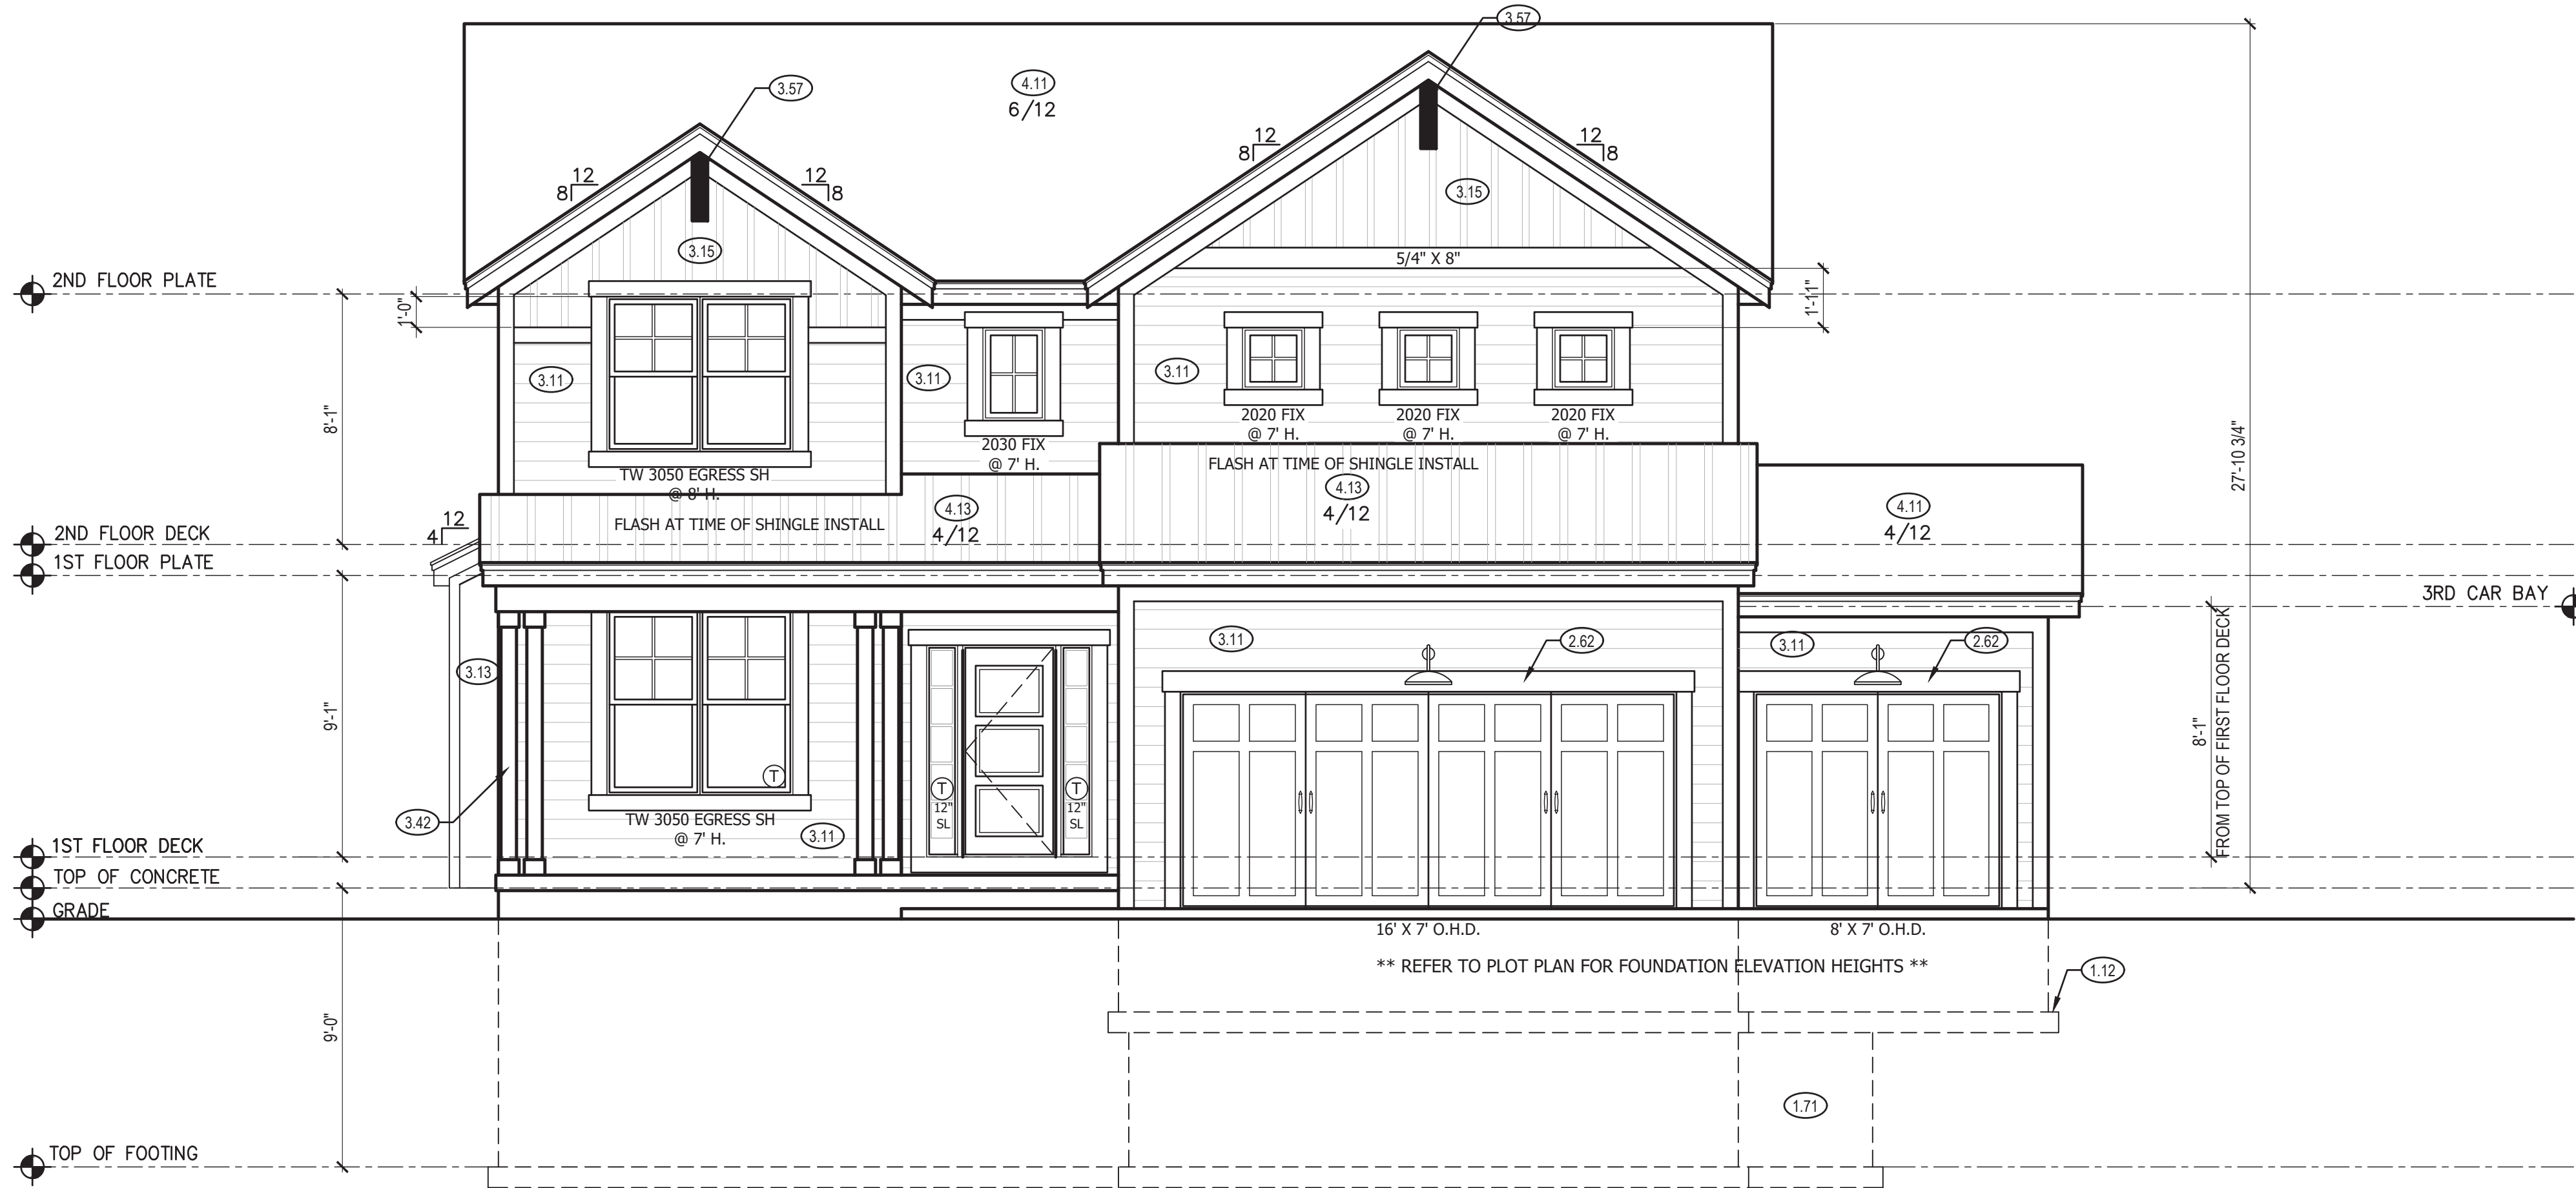 3.57
3.57
4.11
6/12
12
8
12
8
12
8
12
8
3.15
3.15
5/4" X 8"
2ND FLOOR PLATE
1'-0"
1'-11"
3.11
3.11
3.11
8'-1"
2020 FIX
@ 7' H.
2020 FIX
@ 7' H.
2020 FIX
@ 7' H.
2030 FIX
@ 7' H.
27'-10 3/4"
TW 3050 EGRESS SH
@ 8' H.
FLASH AT TIME OF SHINGLE INSTALL
4.13
4/12
4.11
4/12
FLASH AT TIME OF SHINGLE INSTALL
4.13
4/12
12
4
2ND FLOOR DECK
1ST FLOOR PLATE
3RD CAR BAY
3.11
2.62
3.11
2.62
3.13
9'-1"
8'-1"
FROM TOP OF FIRST FLOOR DECK
T
T
12"
SL
T
12"
SL
3.42
TW 3050 EGRESS SH
@ 7' H.
3.11
1ST FLOOR DECK
TOP OF CONCRETE
GRADE
16' X 7' O.H.D.
8' X 7' O.H.D.
** REFER TO PLOT PLAN FOR FOUNDATION ELEVATION HEIGHTS **
1.12
9'-0"
1.71
TOP OF FOOTING